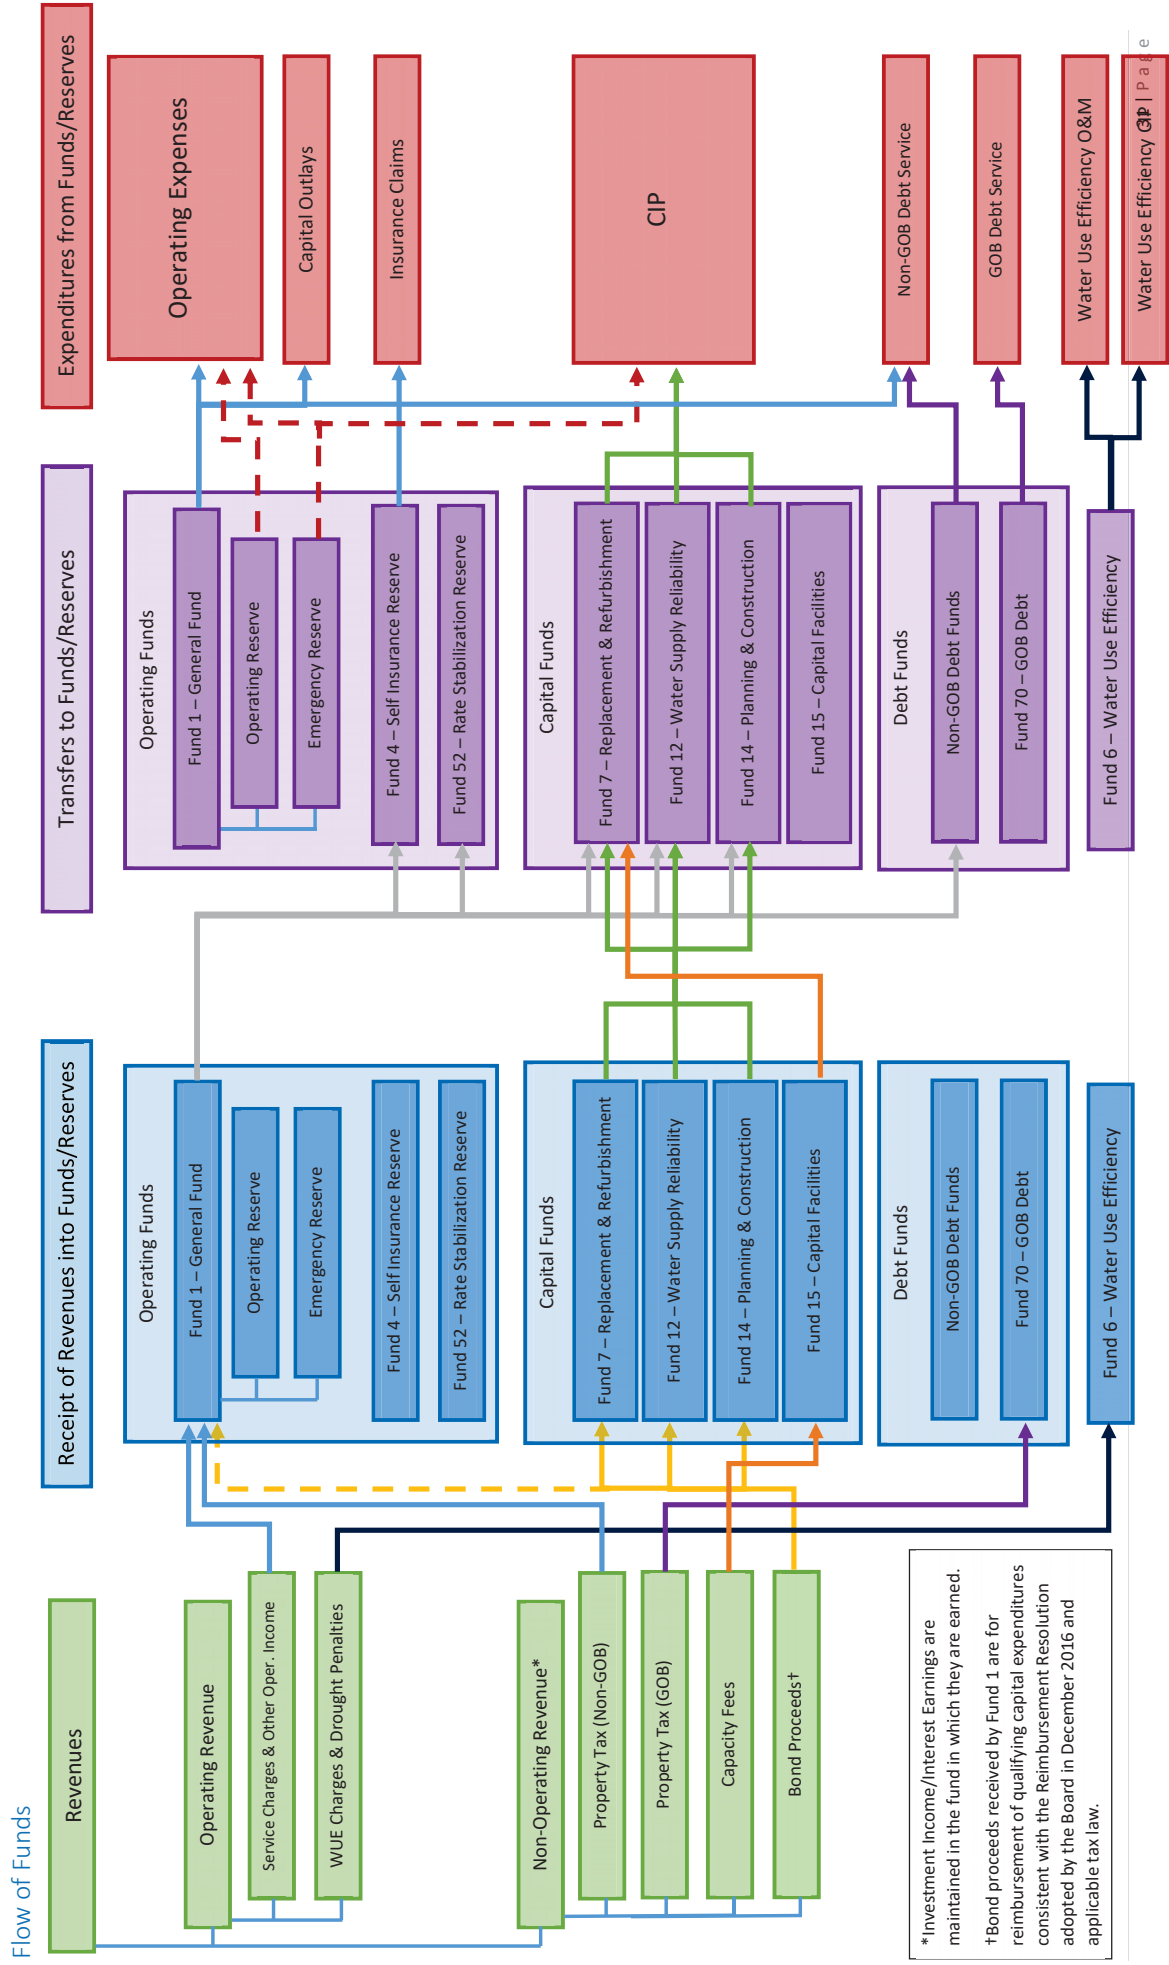 Flow of Funds
Revenues
Operating Revenue
Service Charges & Other Oper. Income
WUE Charges & Drought Penalties
Non-Operating Revenue*
Property Tax (Non-GOB)
Property Tax (GOB)
Capacity Fees
Bond Proceeds†
*Investment Income/Interest Earnings are
maintained in the fund in which they are earned.
†Bond proceeds received by Fund 1 are for
reimbursement of qualifying capital expenditures
consistent with the Reimbursement Resolution
adopted by the Board in December 2016 and
applicable tax law.
Receipt of Revenues into Funds/Reserves
Operating Funds
Fund 1 – General Fund
Operating Reserve
Emergency Reserve
Fund 4 – Self Insurance Reserve
Fund 52 – Rate Stabilization Reserve
Capital Funds
Fund 7 – Replacement & Refurbishment
Fund 12 – Water Supply Reliability
Fund 14 – Planning & Construction
Fund 15 – Capital Facilities
Debt Funds
Non-GOB Debt Funds
Fund 70 – GOB Debt
Fund 6 – Water Use Efficiency
Transfers to Funds/Reserves
Operating Funds
Fund 1 – General Fund
Operating Reserve
Emergency Reserve
Fund 4 – Self Insurance Reserve
Fund 52 – Rate Stabilization Reserve
Capital Funds
Fund 7 – Replacement & Refurbishment
Fund 12 – Water Supply Reliability
Fund 14 – Planning & Construction
Fund 15 – Capital Facilities
Debt Funds
Non-GOB Debt Funds
Fund 70 – GOB Debt
Fund 6 – Water Use Efficiency
Expenditures from Funds/Reserves
Operating Expenses
Capital Outlays
Insurance Claims
CIP
Non-GOB Debt Service
GOB Debt Service
Water Use Efficiency O&M
Water Use Efficiency
| Page